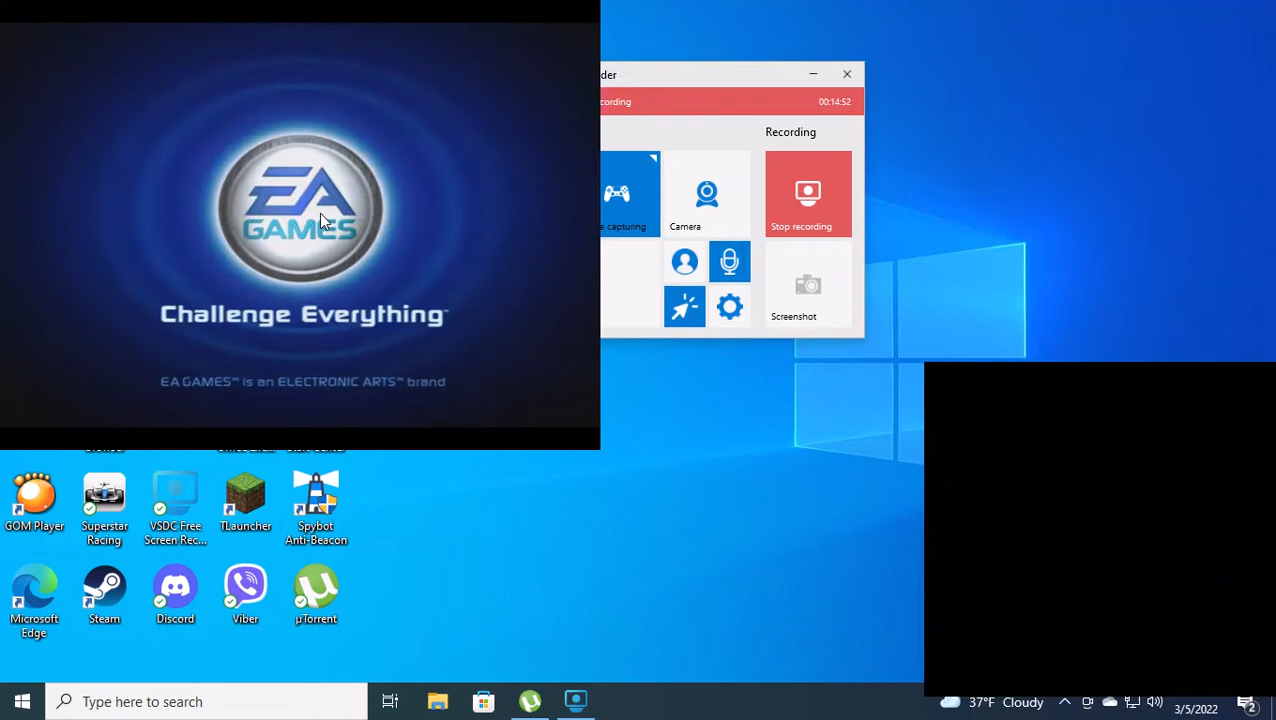 EA
GAMES
Challenge Everything™
EA GAMES™ is an ELECTRONIC ARTS™ brand
der
cording
00:14:52
Recording
e capturing
Camera
Stop recording
Screenshot
GOM Player
Superstar
Racing
VSDC Free
Screen Rec...
TLauncher
Spybot
Anti-Beacon
Microsoft
Edge
Steam
Discord
Viber
µTorrent
Type here to search
37°F Cloudy
3/5/2022
2